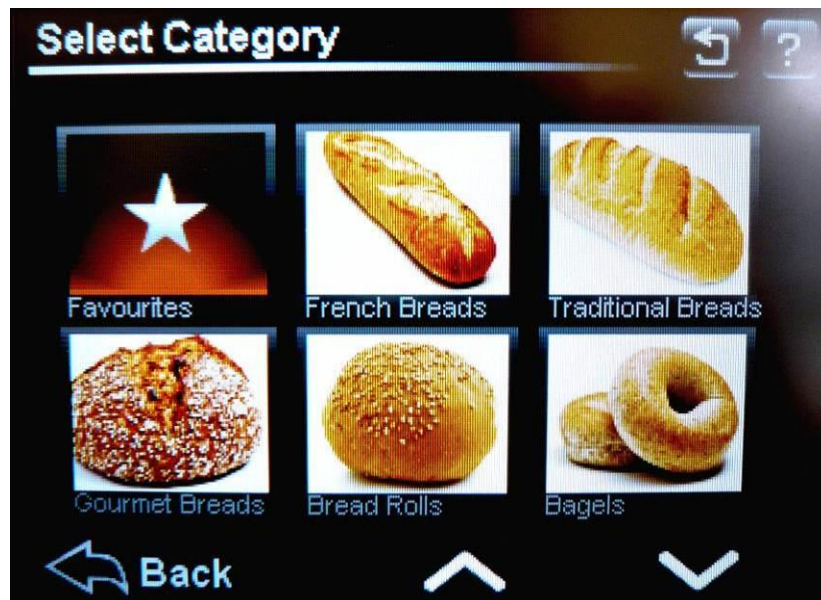 Select Category
?
Favourites
French Breads
Traditional Breads
Gourmet Breads
Bread Rolls
Bagels
Back